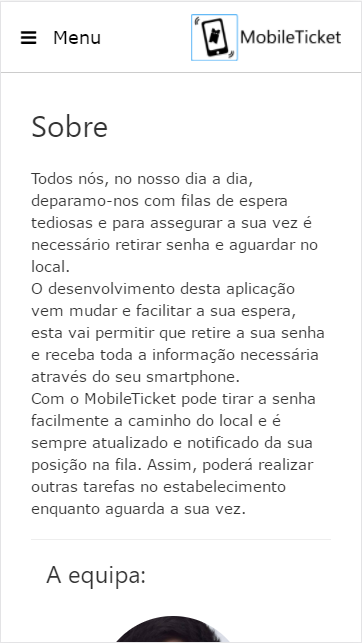 Menu
MobileTicket
Sobre
Todos nós, no nosso dia a dia,
deparamo-nos com filas de espera
tediosas e para assegurar a sua vez é
necessário retirar senha e aguardar no
local.
O desenvolvimento desta aplicação
vem mudar e facilitar a sua espera,
esta vai permitir que retire a sua senha
e receba toda a informação necessária
através do seu smartphone.
Com o MobileTicket pode tirar a senha
facilmente a caminho do local e é
sempre atualizado e notificado da sua
posição na fila. Assim, poderá realizar
outras tarefas no estabelecimento
enquanto aguarda a sua vez.
A equipa: